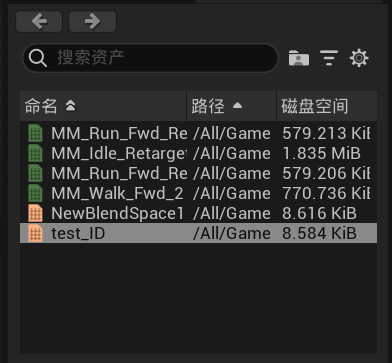 搜索资产
命名 路径 磁盘空间
MM_Run_Fwd_Re /All/Game 579.213 KiB
MM_Idle_Retarge /All/Game 1.835 MiB
MM_Run_Fwd_Re /All/Game 579.206 KiB
MM_Walk_Fwd_2 /All/Game 770.736 KiB
NewBlendSpace1 /All/Game 8.616 KiB
test_ID /All/Game 8.584 KiB